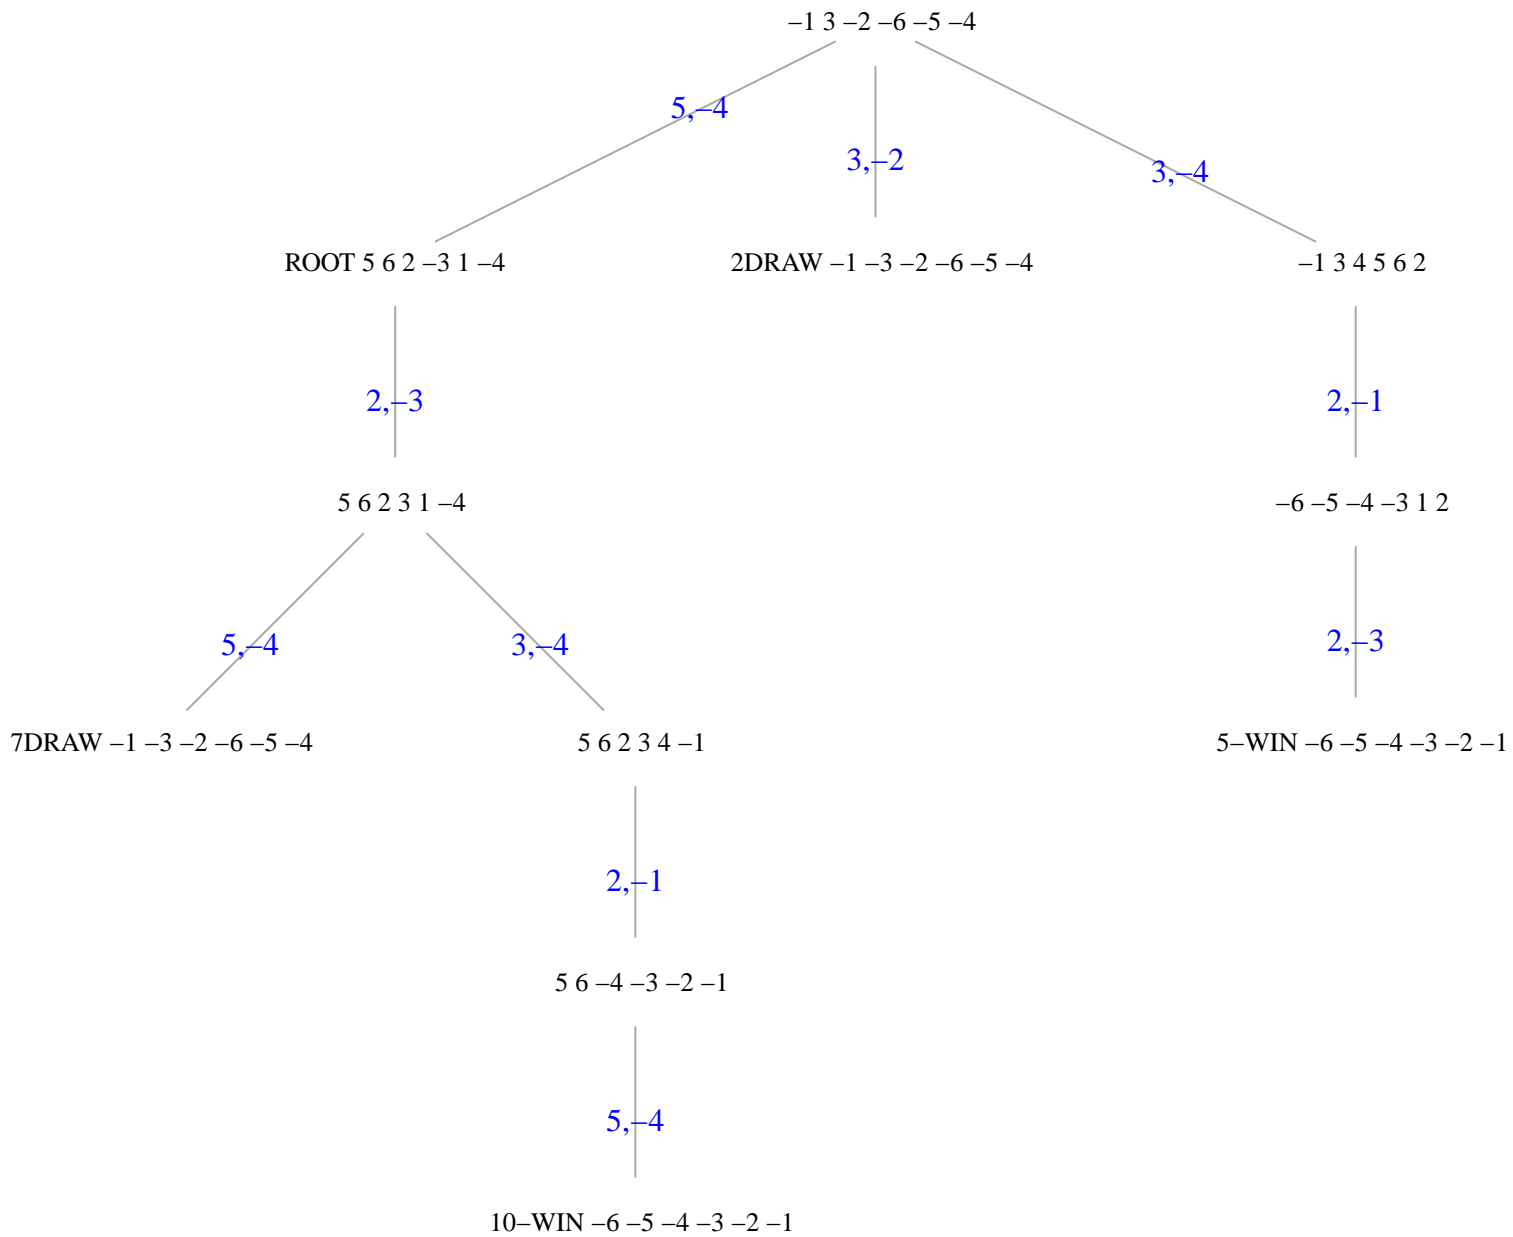 –1 3 –2 –6 –5 –4
5,–4
3,–2
3,–4
ROOT 5 6 2 –3 1 –4
2DRAW –1 –3 –2 –6 –5 –4
–1 3 4 5 6 2
2,–3
2,–1
5 6 2 3 1 –4
–6 –5 –4 –3 1 2
5,–4
3,–4
2,–3
7DRAW –1 –3 –2 –6 –5 –4
5 6 2 3 4 –1
5–WIN –6 –5 –4 –3 –2 –1
2,–1
5 6 –4 –3 –2 –1
5,–4
10–WIN –6 –5 –4 –3 –2 –1